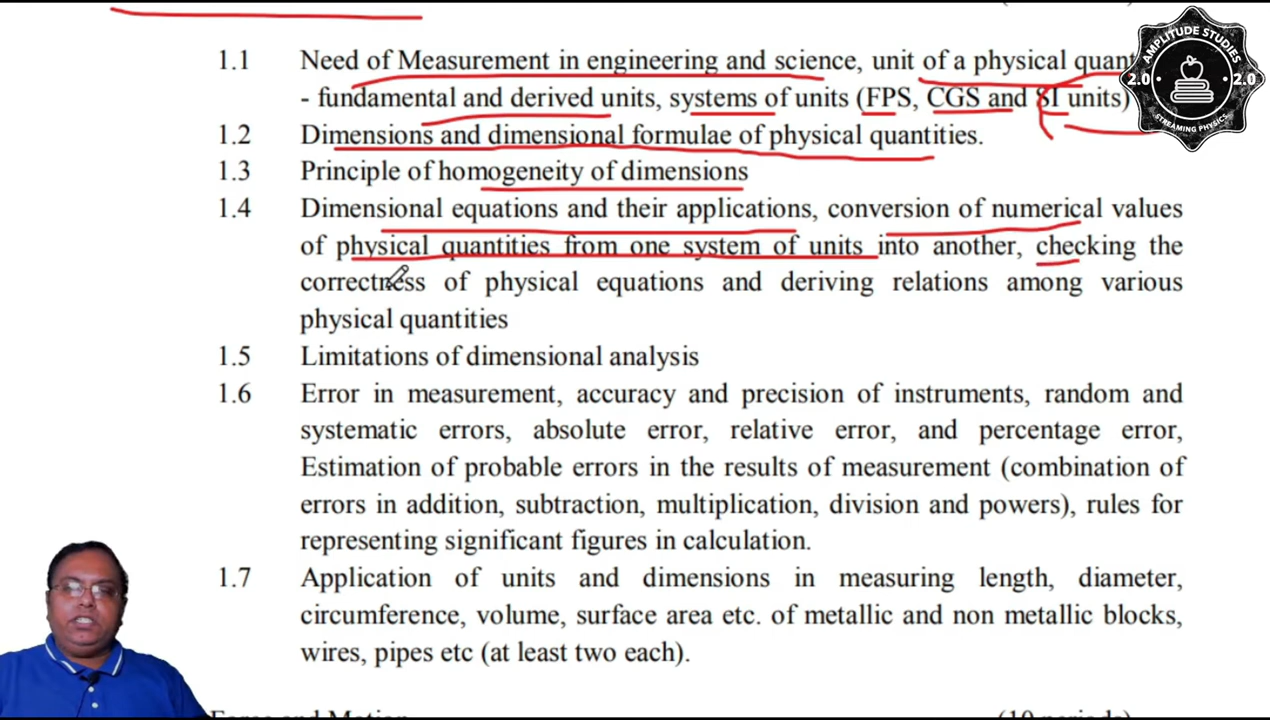 1.1 Need of Measurement in engineering and science, unit of a physical
- fundamental and derived units, systems of units (FPS, CGS and SI units)
1.2 Dimensions and dimensional formulae of physical quantities.
1.3 Principle of homogeneity of dimensions
1.4 Dimensional equations and their applications, conversion of numerical values
of physical quantities from one system of units into another, checking the
correctness of physical equations and deriving relations among various
physical quantities
1.5 Limitations of dimensional analysis
1.6 Error in measurement, accuracy and precision of instruments, random and
systematic errors, absolute error, relative error, and percentage error,
Estimation of probable errors in the results of measurement (combination of
errors in addition, subtraction, multiplication, division and powers), rules for
representing significant figures in calculation.
1.7 Application of units and dimensions in measuring length, diameter,
circumference, volume, surface area etc. of metallic and non metallic blocks,
wires, pipes etc (at least two each).
Force and Motion (10 periods)
AMPLITUDE STUDIES
2.0 2.0
STREAMING PHYSICS